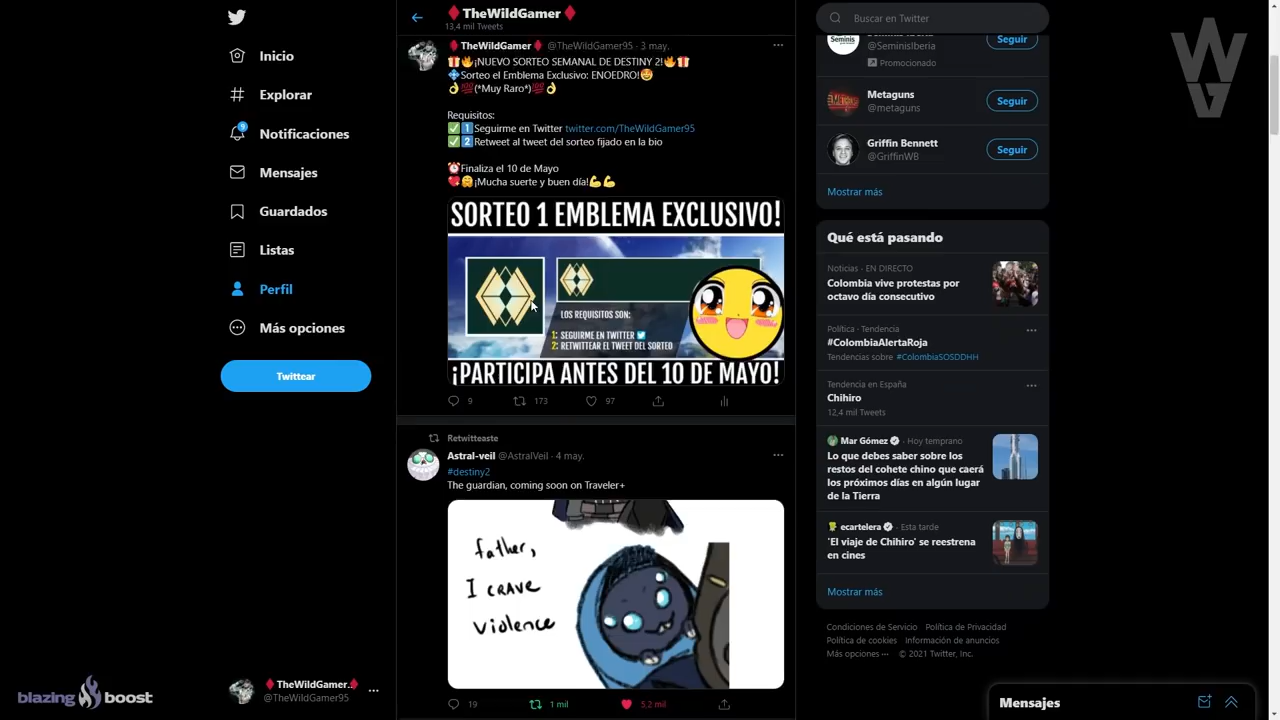 Inicio
Explorar
9
Notificaciones
Mensajes
Guardados
Listas
Perfil
Más opciones
Twittear
blazing boost
TheWildGamer..
@TheWildGamer95
TheWildGamer
13,4 mil Tweets
TheWildGamer @TheWildGamer95 · 3 may.
🎁🔥¡NUEVO SORTEO SEMANAL DE DESTINY 2!🔥🎁
💠Sorteo el Emblema Exclusivo: ENOEDRO!🤩
👌💯(*Muy Raro*)💯👌
Requisitos:
✅1️⃣Seguirme en Twitter twitter.com/TheWildGamer95
✅2️⃣Retweet al tweet del sorteo fijado en la bio
⏰Finaliza el 10 de Mayo
💖🤗¡Mucha suerte y buen día!💪💪
SORTEO 1 EMBLEMA EXCLUSIVO!
LOS REQUISITOS SON:
1: SEGUIRME EN TWITTER
2: RETWITTEAR EL TWEET DEL SORTEO
¡PARTICIPA ANTES DEL 10 DE MAYO!
9 173 97
Retwitteaste
Astral-veil @AstralVeil · 4 may.
#destiny2
The guardian, coming soon on Traveler+
father,
I CRAVE
violence
19 1 mil 5,2 mil
Buscar en Twitter
WG
@SeminisIberia
Seguir
Promocionado
Metaguns
@metaguns
Seguir
Griffin Bennett
@GriffinWB
Seguir
Mostrar más
Qué está pasando
Noticias · EN DIRECTO
Colombia vive protestas por
octavo día consecutivo
Política · Tendencia
#ColombiaAlertaRoja
Tendencias sobre #ColombiaSOSDDHH
Tendencia en España
Chihiro
12,4 mil Tweets
Mar Gómez · Hoy temprano
Lo que debes saber sobre los
restos del cohete chino que caerá
los próximos días en algún lugar
de la Tierra
ecartelera · Esta tarde
'El viaje de Chihiro' se reestrena
en cines
Mostrar más
Condiciones de Servicio Política de Privacidad
Política de cookies Información de anuncios
Más opciones ··· © 2021 Twitter, Inc.
Mensajes